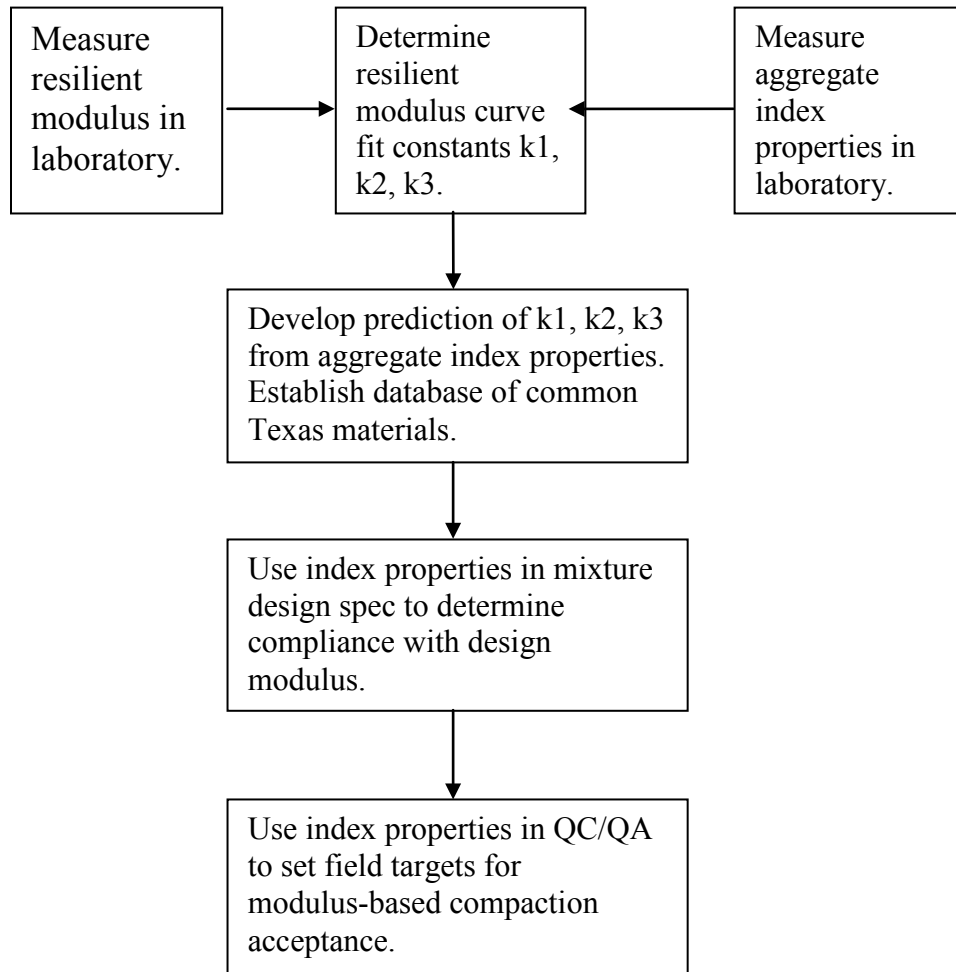 Measure
resilient
modulus in
laboratory.
Determine
resilient
modulus curve
fit constants k1,
k2, k3.
Measure
aggregate
index
properties in
laboratory.
Develop prediction of k1, k2, k3
from aggregate index properties.
Establish database of common
Texas materials.
Use index properties in mixture
design spec to determine
compliance with design
modulus.
Use index properties in QC/QA
to set field targets for
modulus-based compaction
acceptance.